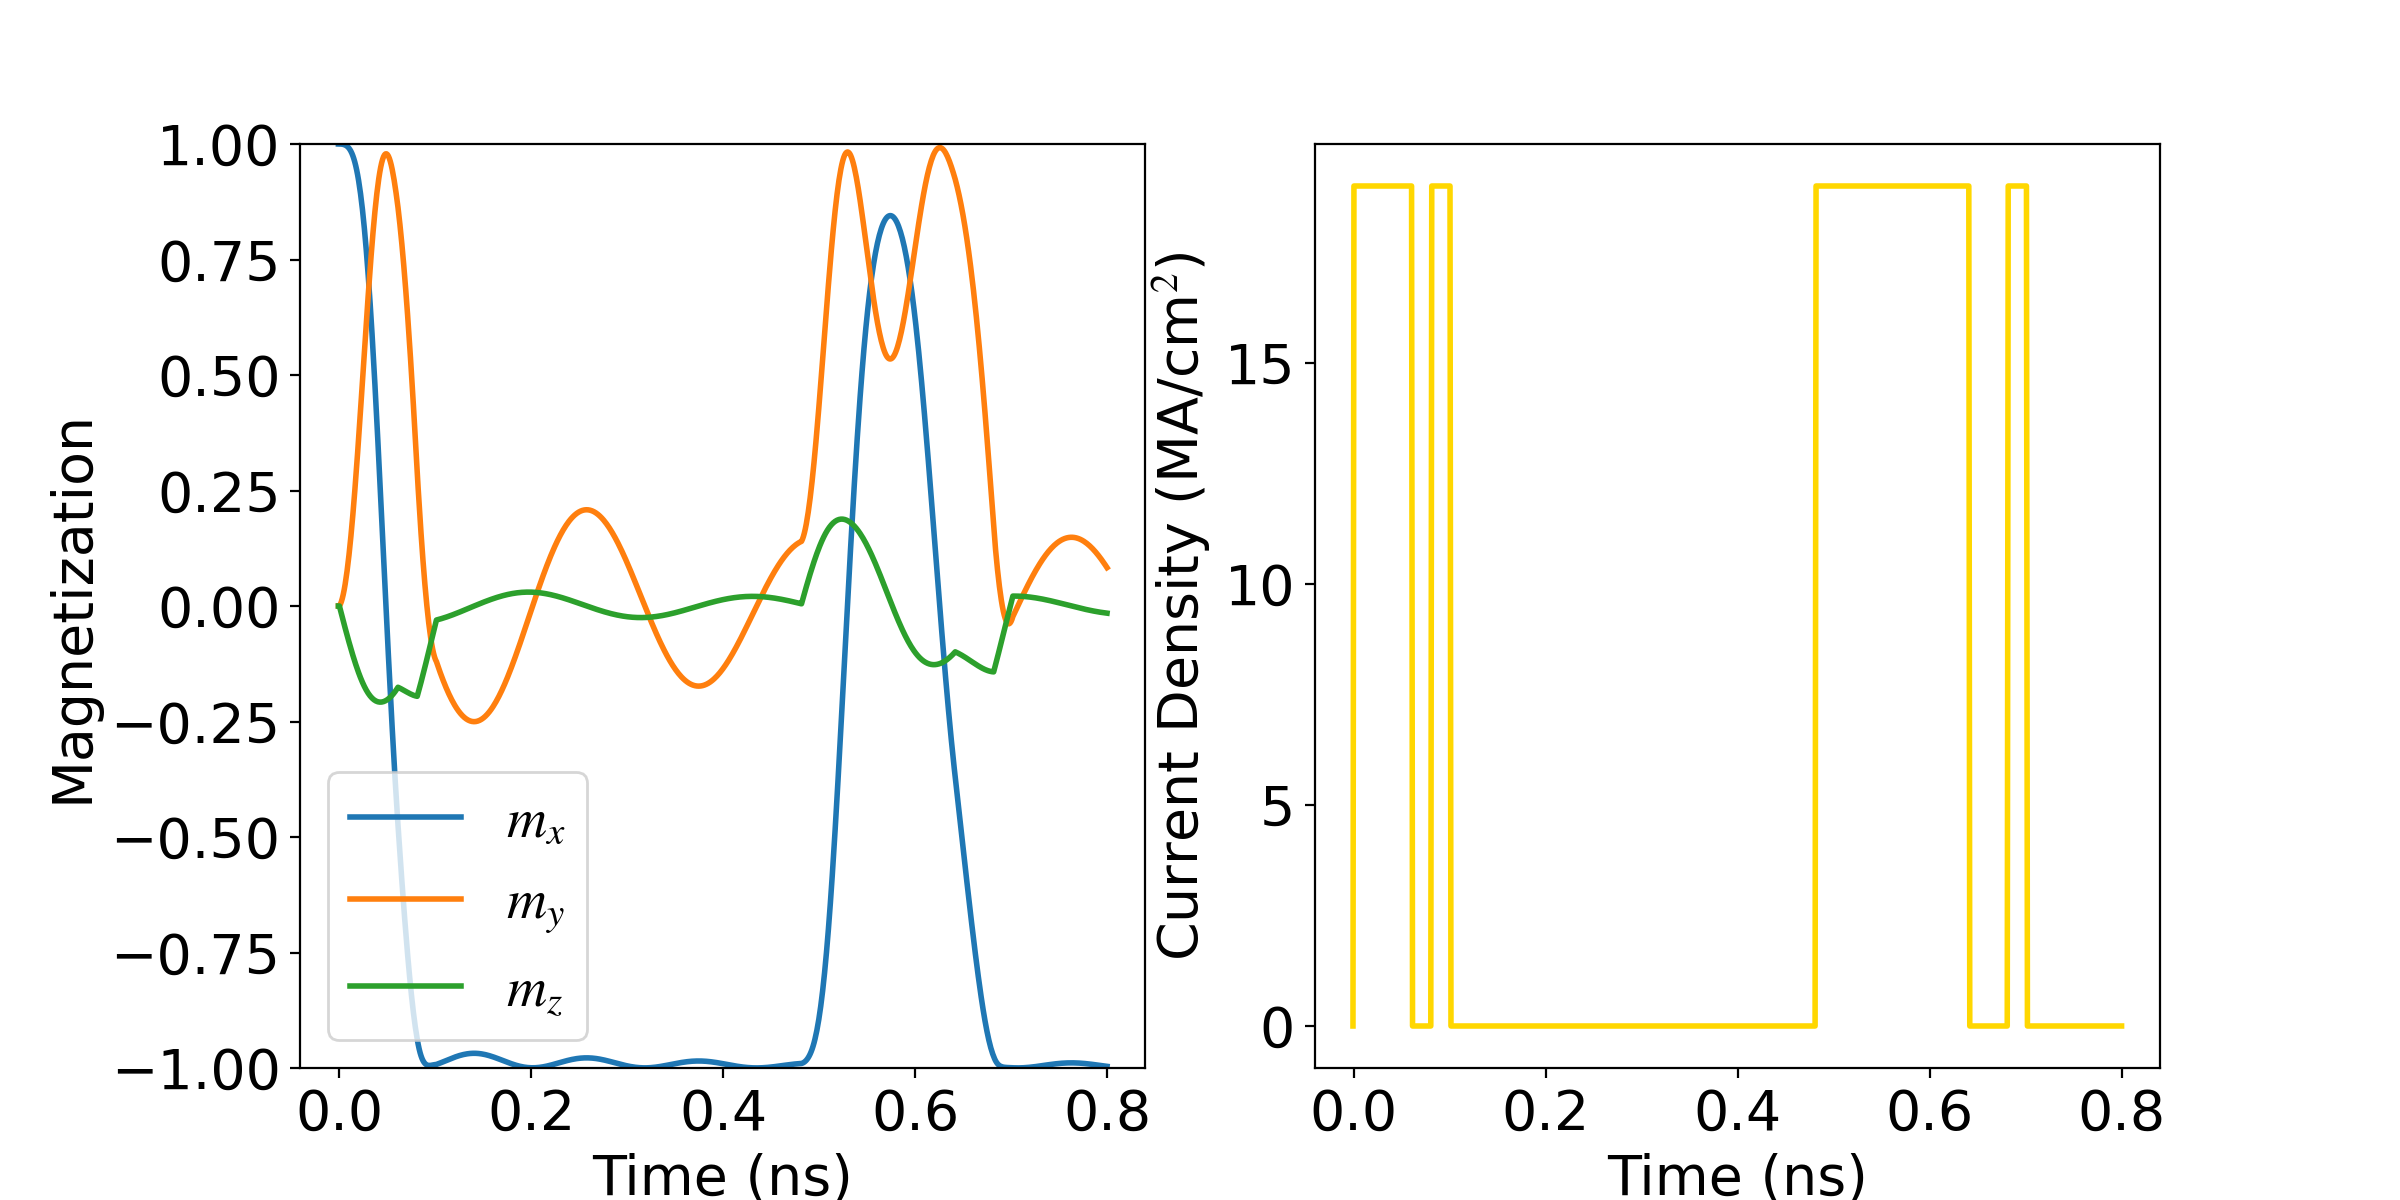 Magnetization
1.00
0.75
0.50
0.25
0.00
−0.25
−0.50
−0.75
−1.00
m_x
m_y
m_z
0.0 0.2 0.4 0.6 0.8
Time (ns)
Current Density (MA/cm²)
15
10
5
0
0.0 0.2 0.4 0.6 0.8
Time (ns)